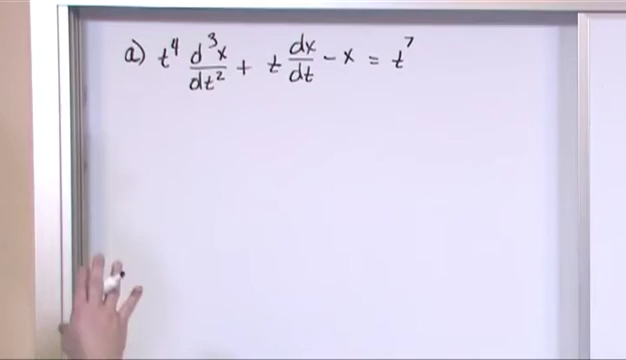 a) t⁴ d³x/dt² + t dx/dt − x = t⁷